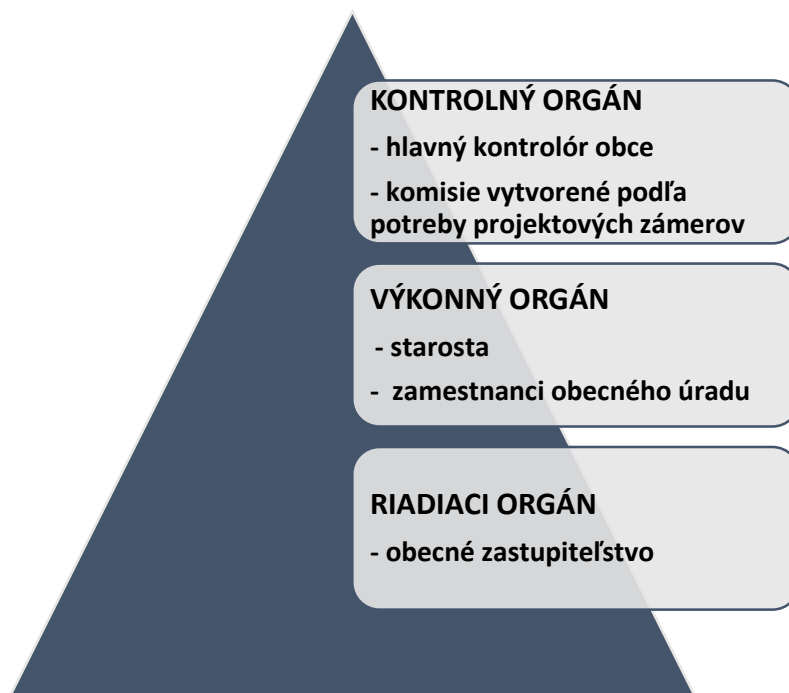 KONTROLNÝ ORGÁN
- hlavný kontrolór obce
- komisie vytvorené podľa
potreby projektových zámerov
VÝKONNÝ ORGÁN
- starosta
- zamestnanci obecného úradu
RIADIACI ORGÁN
- obecné zastupiteľstvo